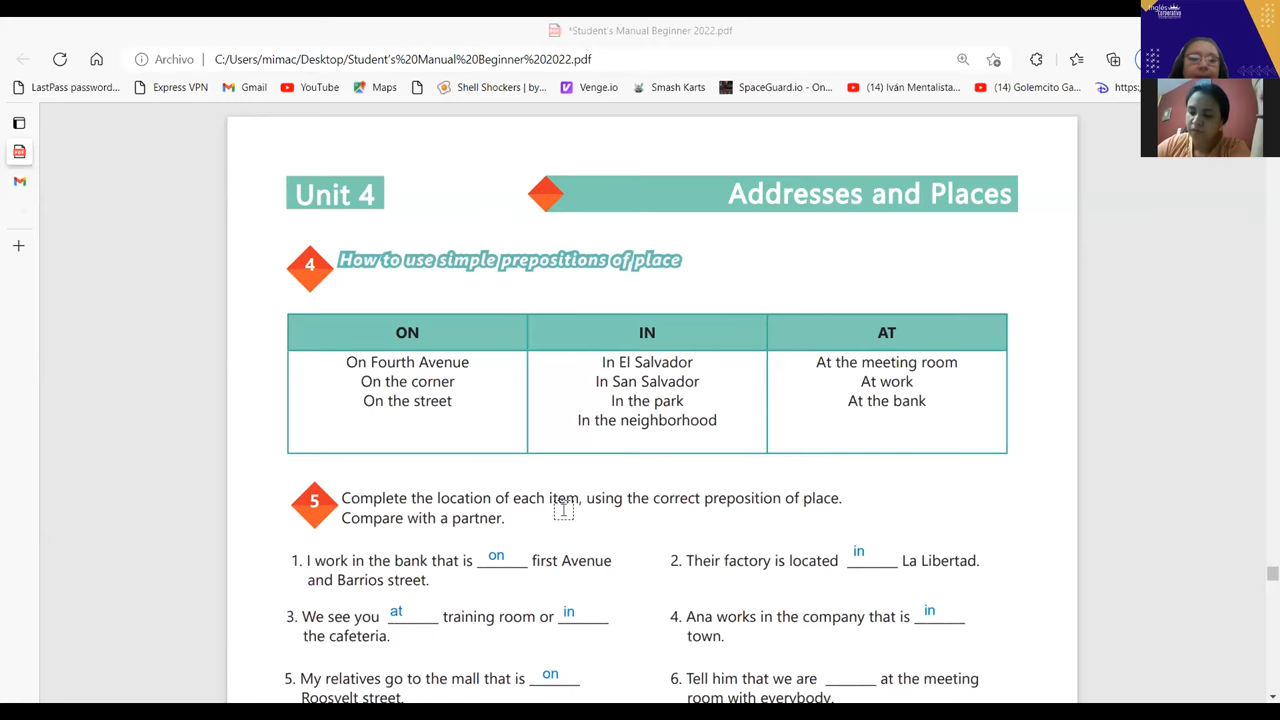 *Student's Manual Beginner 2022.pdf
Archivo C:/Users/mimac/Desktop/Student's%20Manual%20Beginner%202022.pdf
LastPass password... Express VPN Gmail YouTube Maps Shell Shockers | by... Venge.io Smash Karts SpaceGuard.io - On... (14) Iván Mentalista... (14) Golemcito Ga... https:
Inglés
corporativo
Unit 4
Addresses and Places
4 How to use simple prepositions of place
ON IN AT
On Fourth Avenue In El Salvador At the meeting room
On the corner In San Salvador At work
On the street In the park At the bank
In the neighborhood
5 Complete the location of each item, using the correct preposition of place.
Compare with a partner.
1. I work in the bank that is on first Avenue
and Barrios street.
2. Their factory is located in La Libertad.
3. We see you at training room or in
the cafeteria.
4. Ana works in the company that is in
town.
5. My relatives go to the mall that is on
Roosvelt street.
6. Tell him that we are ______ at the meeting
room with everybody.